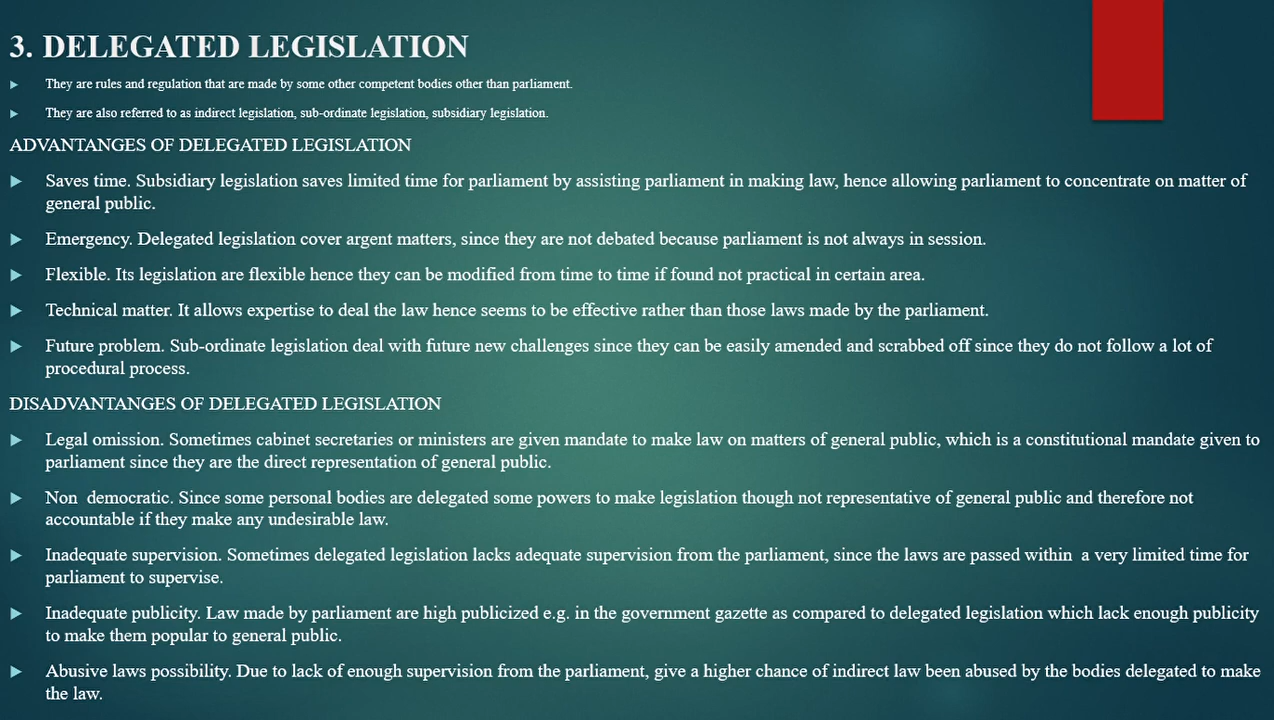 3. DELEGATED LEGISLATION
They are rules and regulation that are made by some other competent bodies other than parliament.
They are also referred to as indirect legislation, sub-ordinate legislation, subsidiary legislation.
ADVANTANGES OF DELEGATED LEGISLATION
Saves time. Subsidiary legislation saves limited time for parliament by assisting parliament in making law, hence allowing parliament to concentrate on matter of
general public.
Emergency. Delegated legislation cover argent matters, since they are not debated because parliament is not always in session.
Flexible. Its legislation are flexible hence they can be modified from time to time if found not practical in certain area.
Technical matter. It allows expertise to deal the law hence seems to be effective rather than those laws made by the parliament.
Future problem. Sub-ordinate legislation deal with future new challenges since they can be easily amended and scrabbed off since they do not follow a lot of
procedural process.
DISADVANTANGES OF DELEGATED LEGISLATION
Legal omission. Sometimes cabinet secretaries or ministers are given mandate to make law on matters of general public, which is a constitutional mandate given to
parliament since they are the direct representation of general public.
Non  democratic. Since some personal bodies are delegated some powers to make legislation though not representative of general public and therefore not
accountable if they make any undesirable law.
Inadequate supervision. Sometimes delegated legislation lacks adequate supervision from the parliament, since the laws are passed within  a very limited time for
parliament to supervise.
Inadequate publicity. Law made by parliament are high publicized e.g. in the government gazette as compared to delegated legislation which lack enough publicity
to make them popular to general public.
Abusive laws possibility. Due to lack of enough supervision from the parliament, give a higher chance of indirect law been abused by the bodies delegated to make
the law.